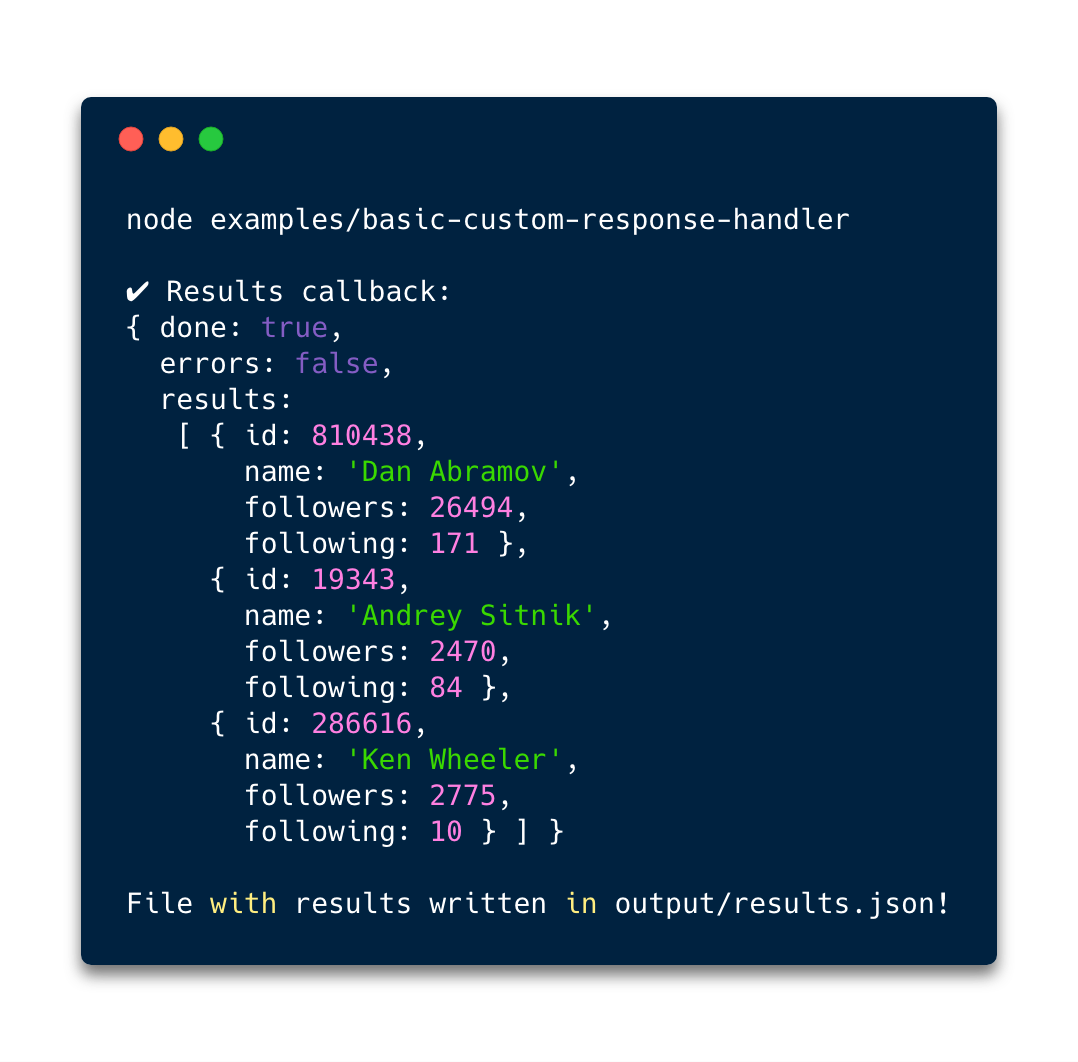 node examples/basic-custom-response-handler
✔ Results callback:
{ done: true,
  errors: false,
  results:
   [ { id: 810438,
       name: 'Dan Abramov',
       followers: 26494,
       following: 171 },
     { id: 19343,
       name: 'Andrey Sitnik',
       followers: 2470,
       following: 84 },
     { id: 286616,
       name: 'Ken Wheeler',
       followers: 2775,
       following: 10 } ] }
File with results written in output/results.json!